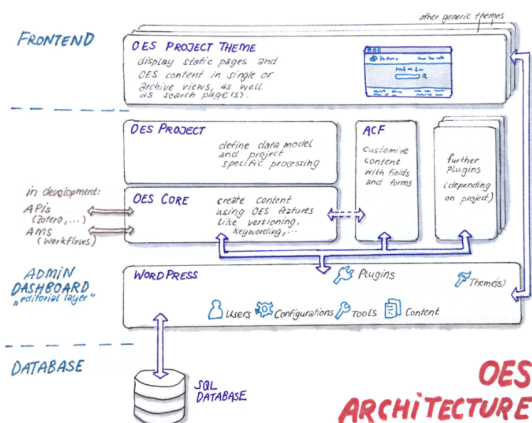 other generic themes
FRONTEND
OES PROJECT THEME
display static pages and
OES content in single or
archive views, as well
as search page(s).
OES PROJECT
define data model
and project
specific processing
ACF
customize
content
with fields
and forms
further
Plugins
(depending
on project)
in development:
APIs
(Zotero, ...)
AMS
(workflows)
OES CORE
create content
using OES features
like versioning,
keywording, ...
ADMIN
DASHBOARD
"editorial layer"
WORDPRESS
Plugins
Theme(s)
Users
Configurations
Tools
Content
DATABASE
SQL
DATABASE
OES
ARCHITECTURE